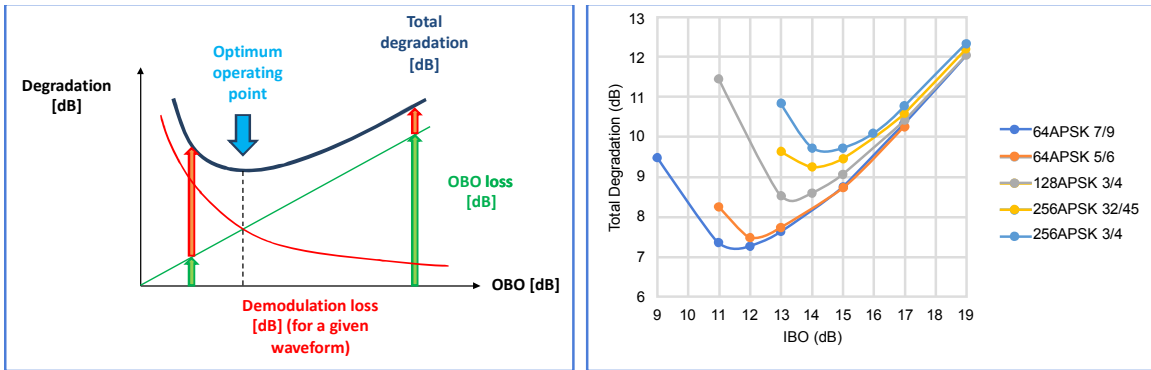 Total
degradation
[dB]
Optimum
operating
point
Degradation
[dB]
OBO loss
[dB]
OBO [dB]
Demodulation loss
[dB] (for a given
waveform)
Total Degradation (dB)
13
12
11
10
9
8
7
6
9 10 11 12 13 14 15 16 17 18 19
IBO (dB)
64APSK 7/9
64APSK 5/6
128APSK 3/4
256APSK 32/45
256APSK 3/4